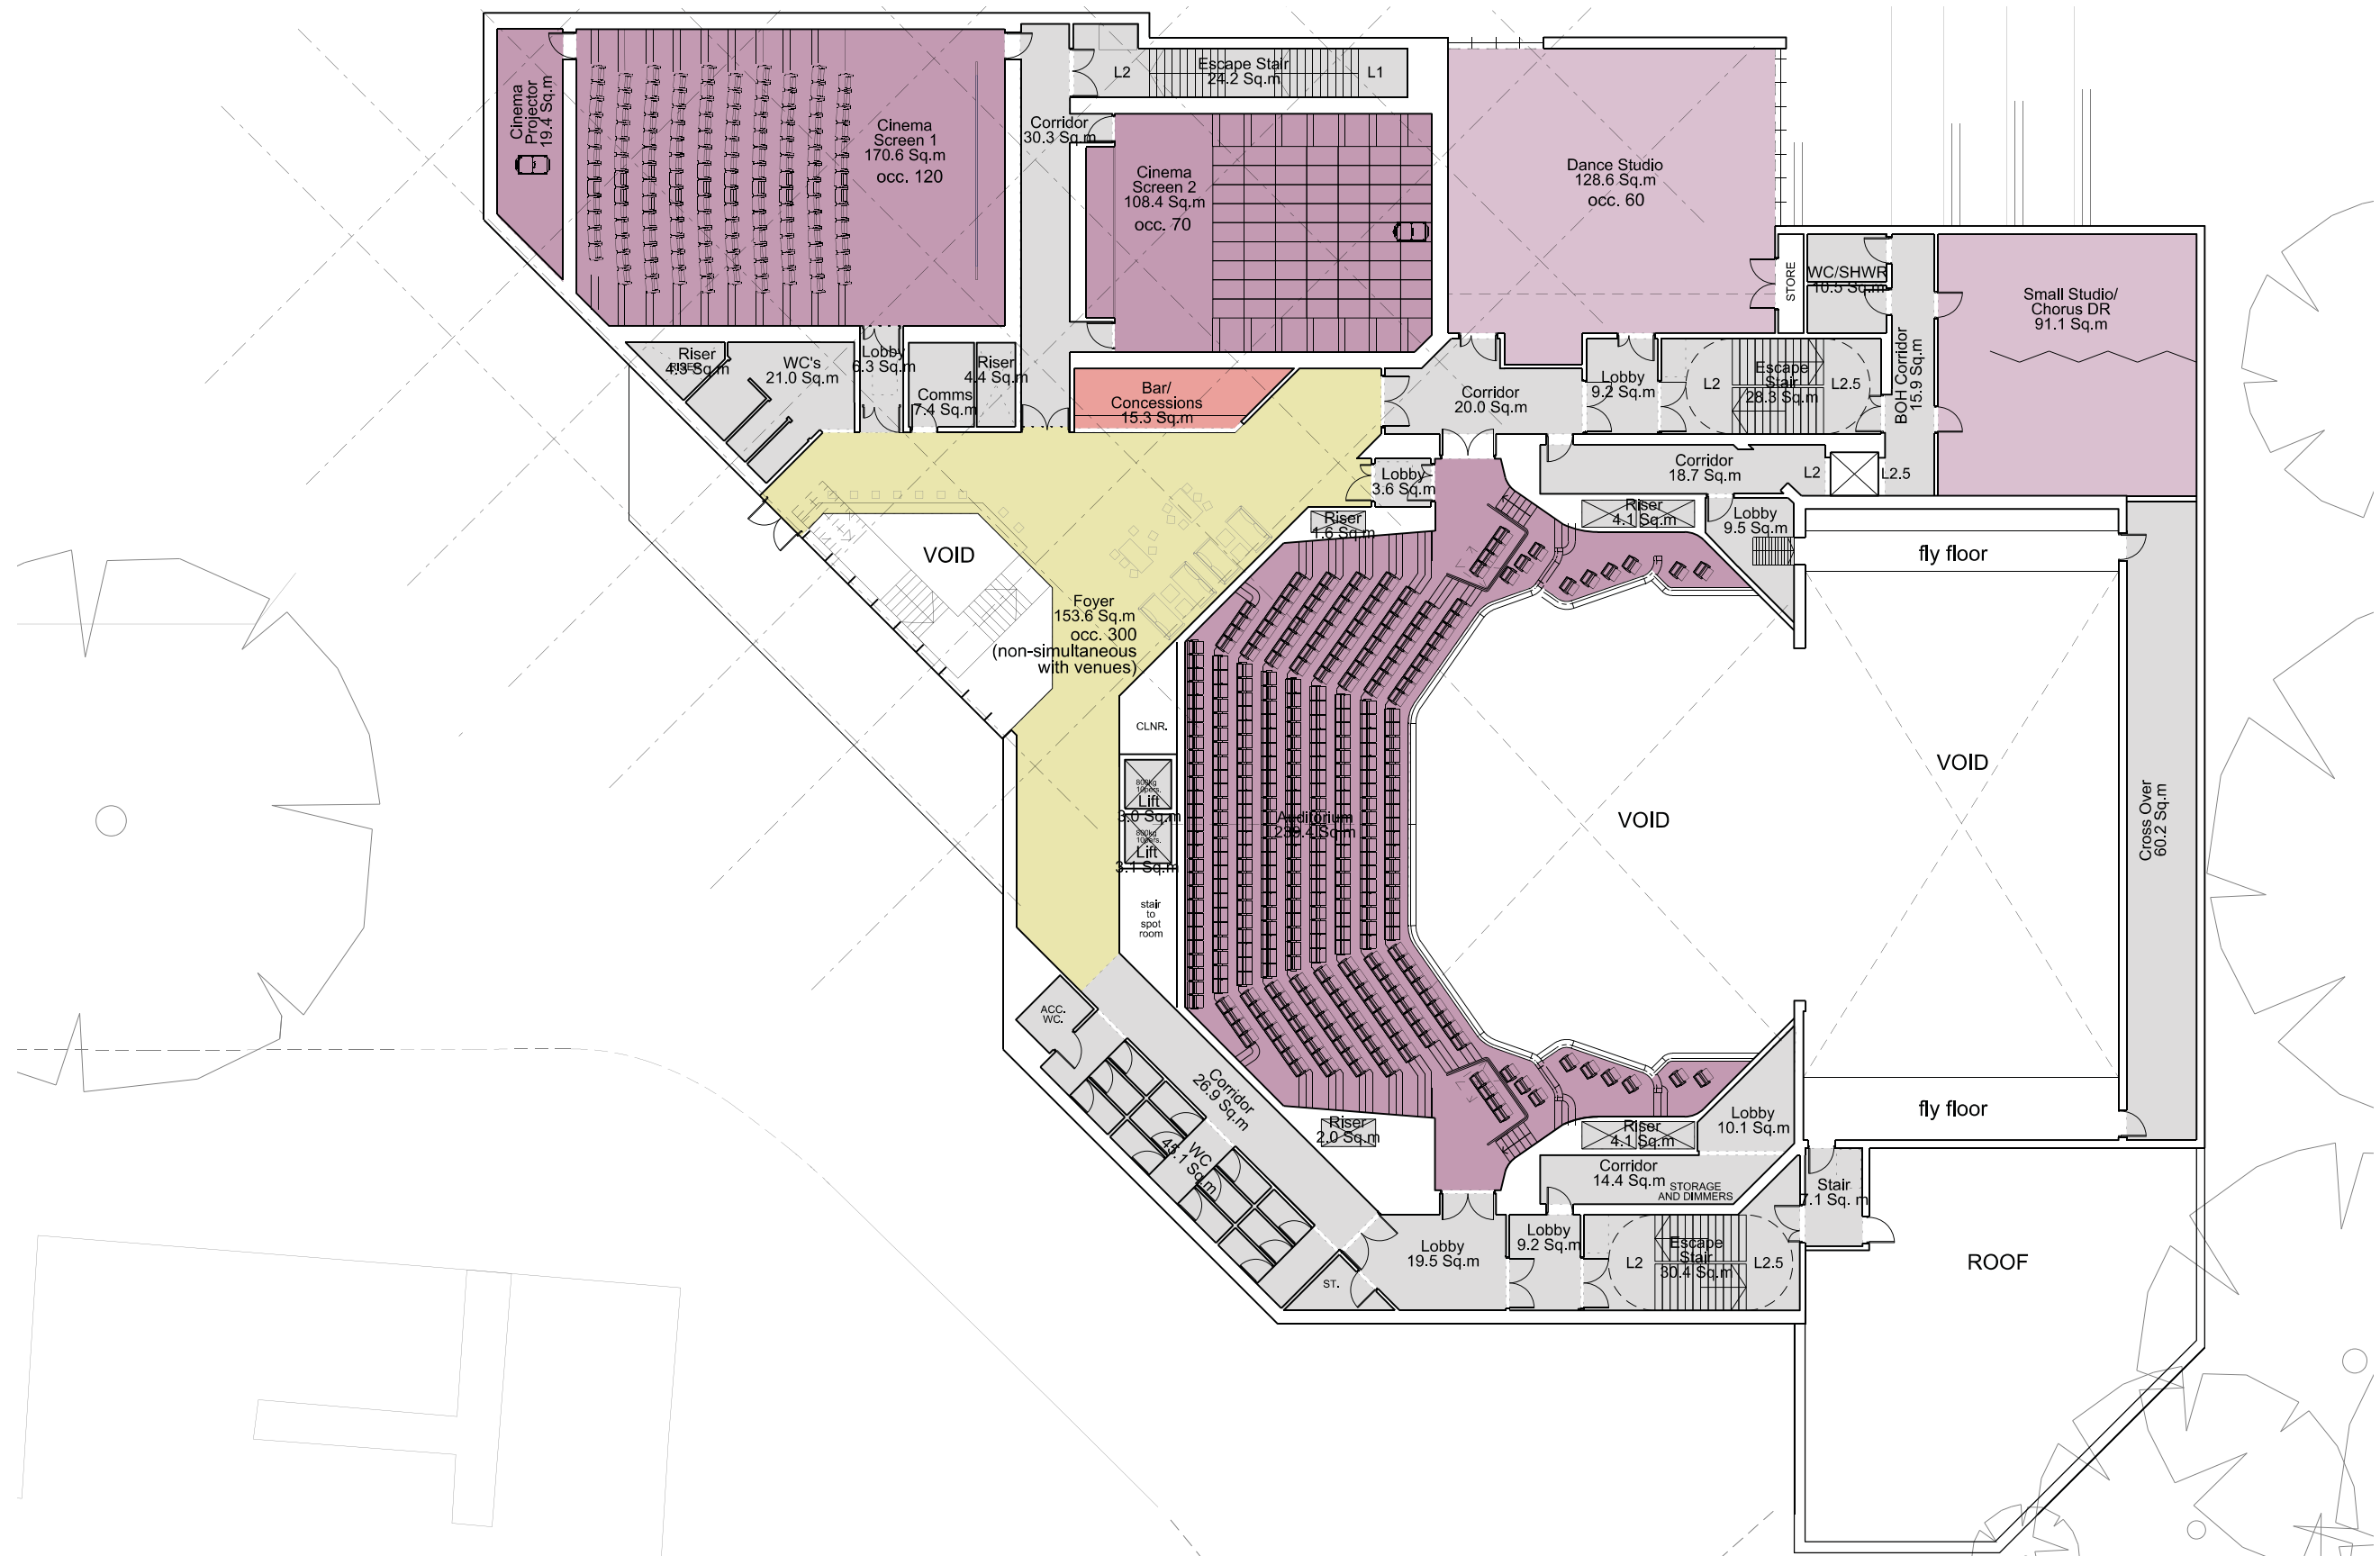 Cinema
Projector
19.4 Sq.m
Cinema
Screen 1
170.6 Sq.m
occ. 120
Corridor
30.3 Sq.m
L2
Escape Stair
24.2 Sq.m
L1
Cinema
Screen 2
108.4 Sq.m
occ. 70
Dance Studio
128.6 Sq.m
occ. 60
STORE
WC/SHWR
10.5 Sq.m
BOH Corridor
15.9 Sq.m
Small Studio/
Chorus DR
91.1 Sq.m
Riser
4.3 Sq.m
WC's
21.0 Sq.m
Lobby
6.3 Sq.m
Comms
7.4 Sq.m
Riser
4.4 Sq.m
Bar/
Concessions
15.3 Sq.m
Corridor
20.0 Sq.m
Lobby
9.2 Sq.m
L2
Escape
Stair
28.3 Sq.m
L2.5
Lobby
3.6 Sq.m
Corridor
18.7 Sq.m
L2
L2.5
Riser
1.6 Sq.m
Riser
4.1 Sq.m
Lobby
9.5 Sq.m
fly floor
VOID
Foyer
153.6 Sq.m
occ. 300
(non-simultaneous
with venues)
CLNR.
800kg
10pers.
Lift
3.0 Sq.m
800kg
10pers.
Lift
3.1 Sq.m
stair
to
spot
room
Auditorium
239.4 Sq.m
VOID
VOID
Cross Over
60.2 Sq.m
ACC.
WC.
Corridor
26.9 Sq.m
WC
45.1 Sq.m
Riser
2.0 Sq.m
Riser
4.1 Sq.m
Lobby
10.1 Sq.m
fly floor
Corridor
14.4 Sq.m
STORAGE
AND DIMMERS
Stair
7.1 Sq. m
Lobby
19.5 Sq.m
Lobby
9.2 Sq.m
L2
Escape
Stair
30.4 Sq.m
L2.5
ST.
ROOF